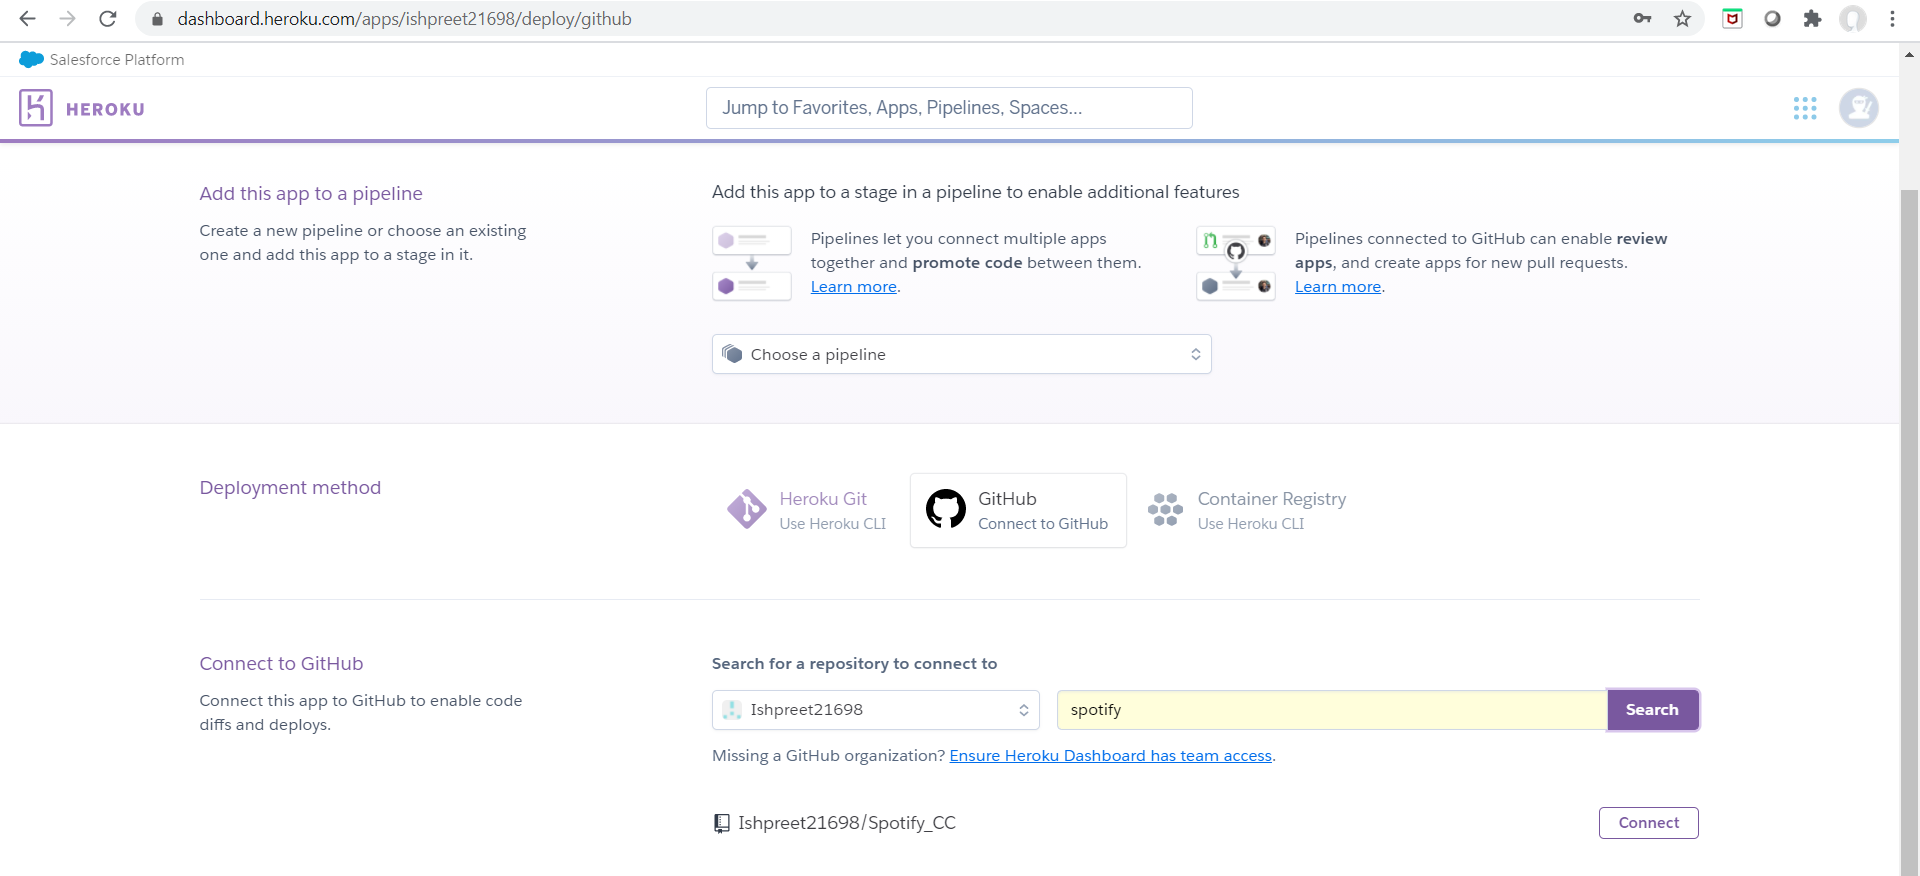 dashboard.heroku.com/apps/ishpreet21698/deploy/github
Salesforce Platform
HEROKU
Jump to Favorites, Apps, Pipelines, Spaces...
Add this app to a pipeline
Create a new pipeline or choose an existing
one and add this app to a stage in it.
Add this app to a stage in a pipeline to enable additional features
Pipelines let you connect multiple apps
together and promote code between them.
Learn more.
Pipelines connected to GitHub can enable review
apps, and create apps for new pull requests.
Learn more.
Choose a pipeline
Deployment method
Heroku Git
Use Heroku CLI
GitHub
Connect to GitHub
Container Registry
Use Heroku CLI
Connect to GitHub
Connect this app to GitHub to enable code
diffs and deploys.
Search for a repository to connect to
Ishpreet21698
spotify
Search
Missing a GitHub organization? Ensure Heroku Dashboard has team access.
Ishpreet21698/Spotify_CC
Connect